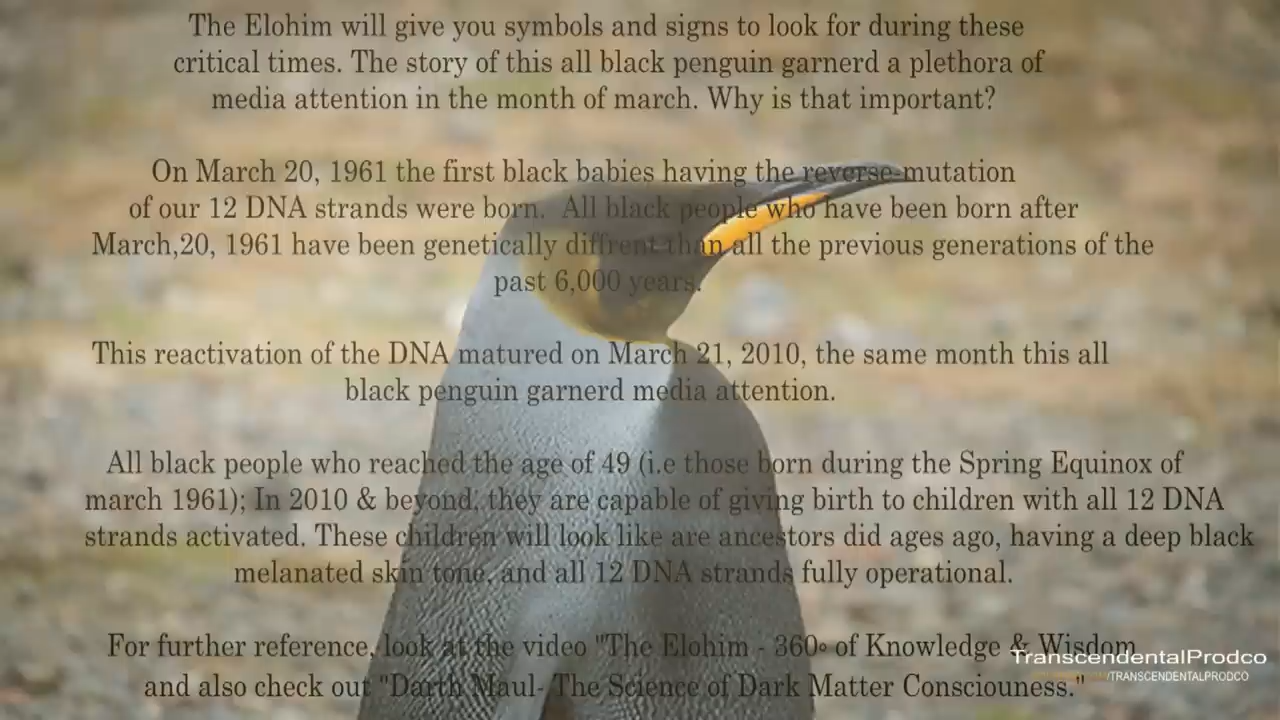 The Elohim will give you symbols and signs to look for during these
critical times. The story of this all black penguin garnerd a plethora of
media attention in the month of march. Why is that important?
On March 20, 1961 the first black babies having the reverse-mutation
of our 12 DNA strands were born. All black people who have been born after
March,20, 1961 have been genetically diffrent than all the previous generations of the
past 6,000 years.
This reactivation of the DNA matured on March 21, 2010, the same month this all
black penguin garnerd media attention.
All black people who reached the age of 49 (i.e those born during the Spring Equinox of
march 1961); In 2010 & beyond, they are capable of giving birth to children with all 12 DNA
strands activated. These children will look like are ancestors did ages ago, having a deep black
melanated skin tone, and all 12 DNA strands fully operational.
For further reference, look at the video "The Elohim - 360° of Knowledge & Wisdom
and also check out "Darth Maul- The Science of Dark Matter Consciouness."
TranscendentalProdco
/TRANSCENDENTALPRODCO